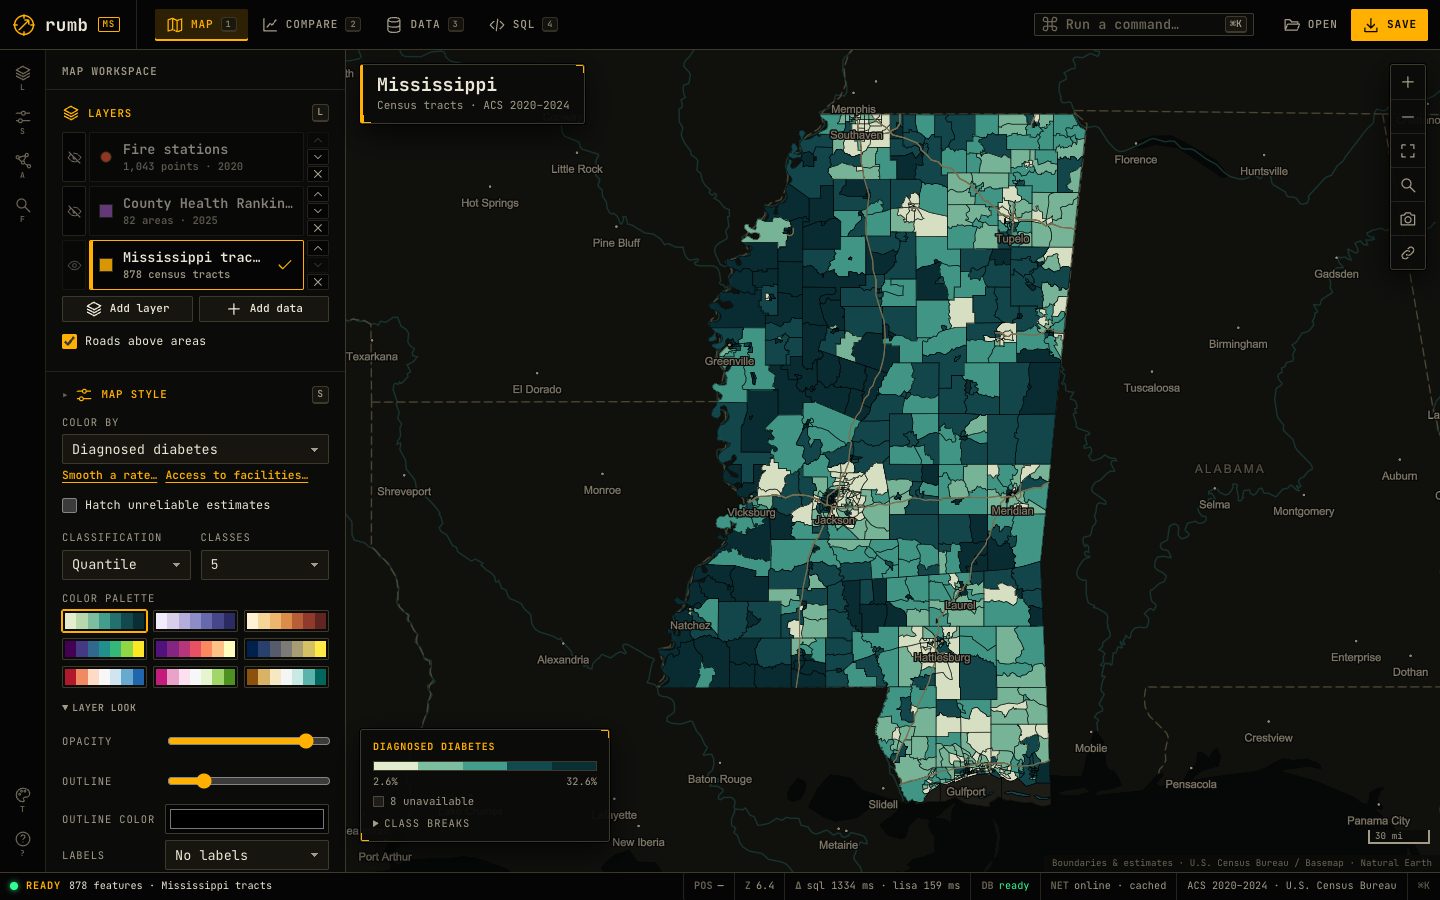 rumb MS
MAP 1
COMPARE 2
DATA 3
SQL 4
Run a command… ⌘K
OPEN
SAVE
MAP WORKSPACE
LAYERS L
Fire stations
1,043 points · 2020
County Health Rankin…
82 areas · 2025
Mississippi trac…
878 census tracts
Add layer
Add data
Roads above areas
MAP STYLE S
COLOR BY
Diagnosed diabetes
Smooth a rate… Access to facilities…
Hatch unreliable estimates
CLASSIFICATION CLASSES
Quantile 5
COLOR PALETTE
LAYER LOOK
OPACITY
OUTLINE
OUTLINE COLOR
LABELS No labels
L
S
A
F
T
?
Mississippi
Census tracts · ACS 2020–2024
Memphis
Southaven
Little Rock
Hot Springs
Pine Bluff
Florence
Huntsville
Tupelo
Gadsden
Texarkana
Greenville
Birmingham
El Dorado
Tuscaloosa
Shreveport
Monroe
Vicksburg
Jackson
Meridian
ALABAMA
Auburn
Selma
Montgomery
Natchez
Laurel
Alexandria
Hattiesburg
Enterprise
Dothan
Mobile
Crestview
Baton Rouge
Pensacola
Slidell
Gulfport
Panama City
New Iberia
Metairie
Port Arthur
DIAGNOSED DIABETES
2.6% 32.6%
8 unavailable
CLASS BREAKS
30 mi
Boundaries & estimates · U.S. Census Bureau / Basemap · Natural Earth
READY 878 features · Mississippi tracts
POS —
Z 6.4
Δ sql 1334 ms · lisa 159 ms
DB ready
NET online · cached
ACS 2020–2024 · U.S. Census Bureau
⌘K